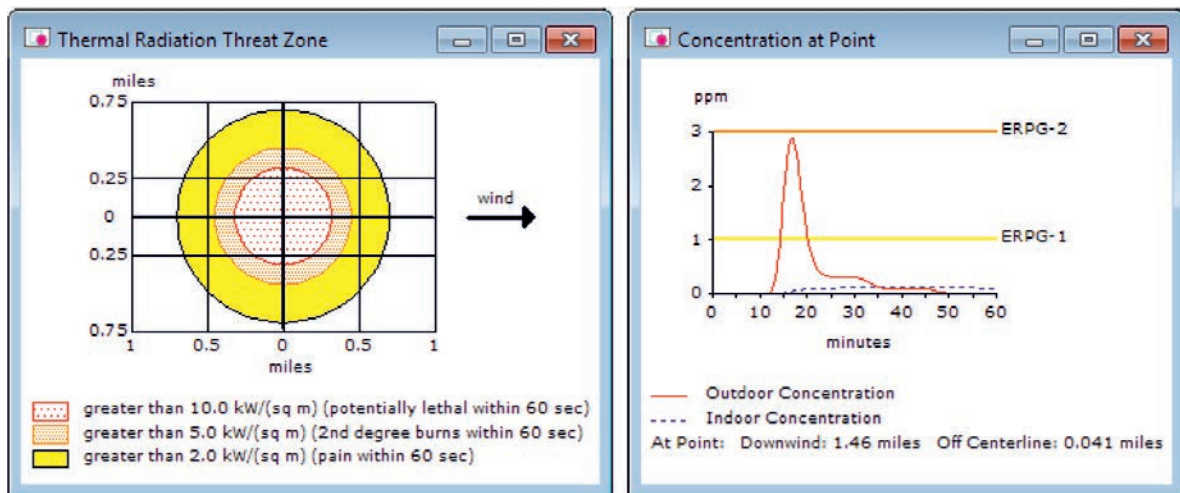 Thermal Radiation Threat Zone
miles
0.75
0.25
0
0.25
0.75
1 0.5 0 0.5 1
miles
wind
greater than 10.0 kW/(sq m) (potentially lethal within 60 sec)
greater than 5.0 kW/(sq m) (2nd degree burns within 60 sec)
greater than 2.0 kW/(sq m) (pain within 60 sec)
Concentration at Point
ppm
3
ERPG-2
2
1
ERPG-1
0
0 10 20 30 40 50 60
minutes
Outdoor Concentration
Indoor Concentration
At Point: Downwind: 1.46 miles Off Centerline: 0.041 miles